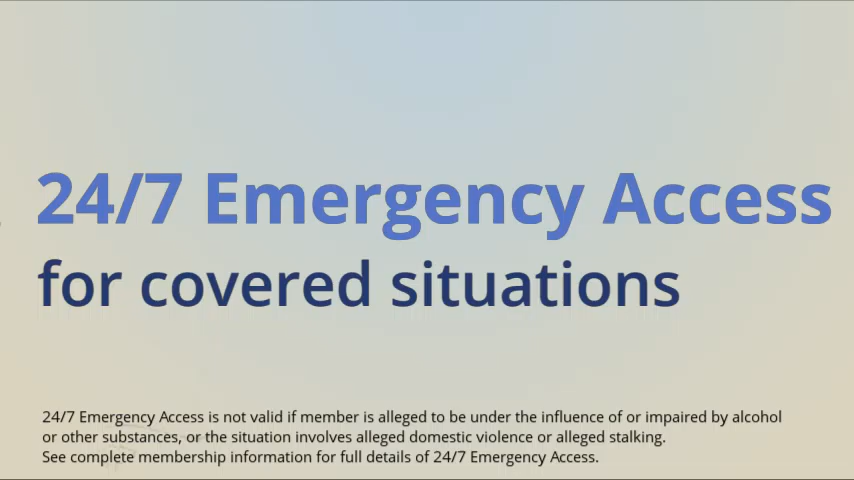 24/7 Emergency Access
for covered situations
24/7 Emergency Access is not valid if member is alleged to be under the influence of or impaired by alcohol
or other substances, or the situation involves alleged domestic violence or alleged stalking.
See complete membership information for full details of 24/7 Emergency Access.